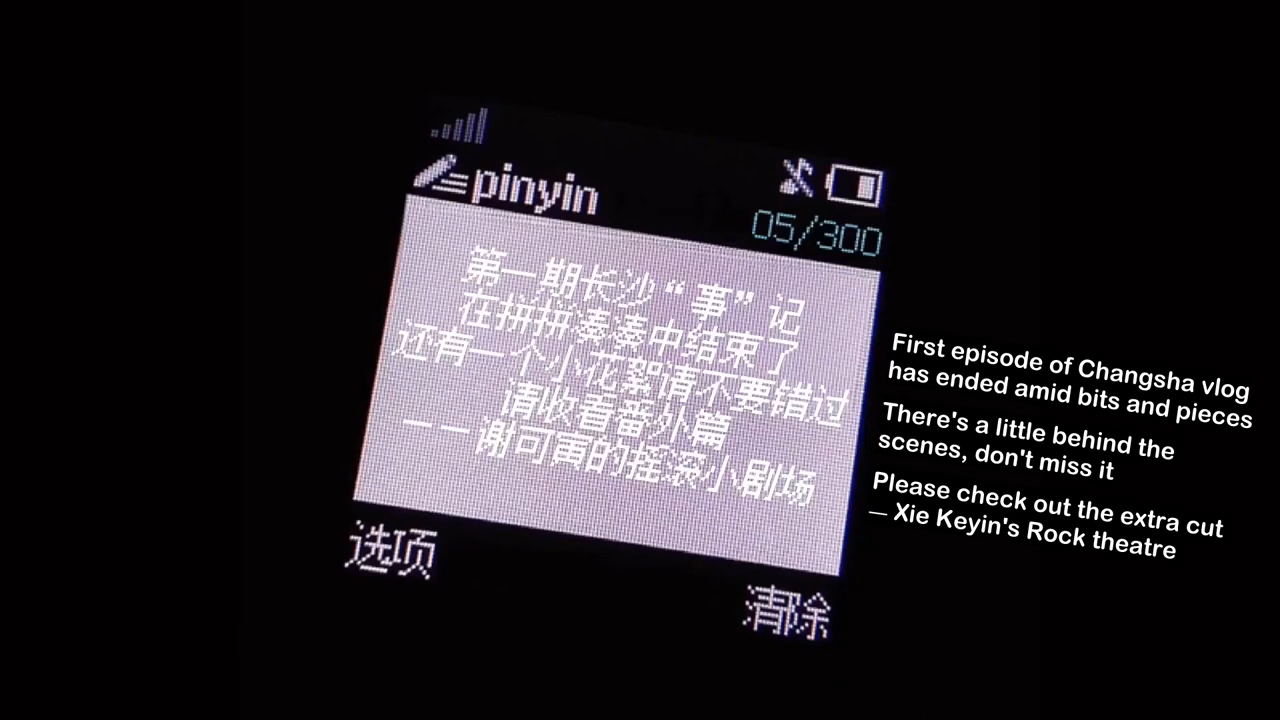 pinyin
05/300
第一期长沙“事”记
在拼拼凑凑中结束了
还有一个小花絮请不要错过
请收看番外篇
——谢可寅的摇滚小剧场
选项
清除
First episode of Changsha vlog
has ended amid bits and pieces
There's a little behind the
scenes, don't miss it
Please check out the extra cut
— Xie Keyin's Rock theatre